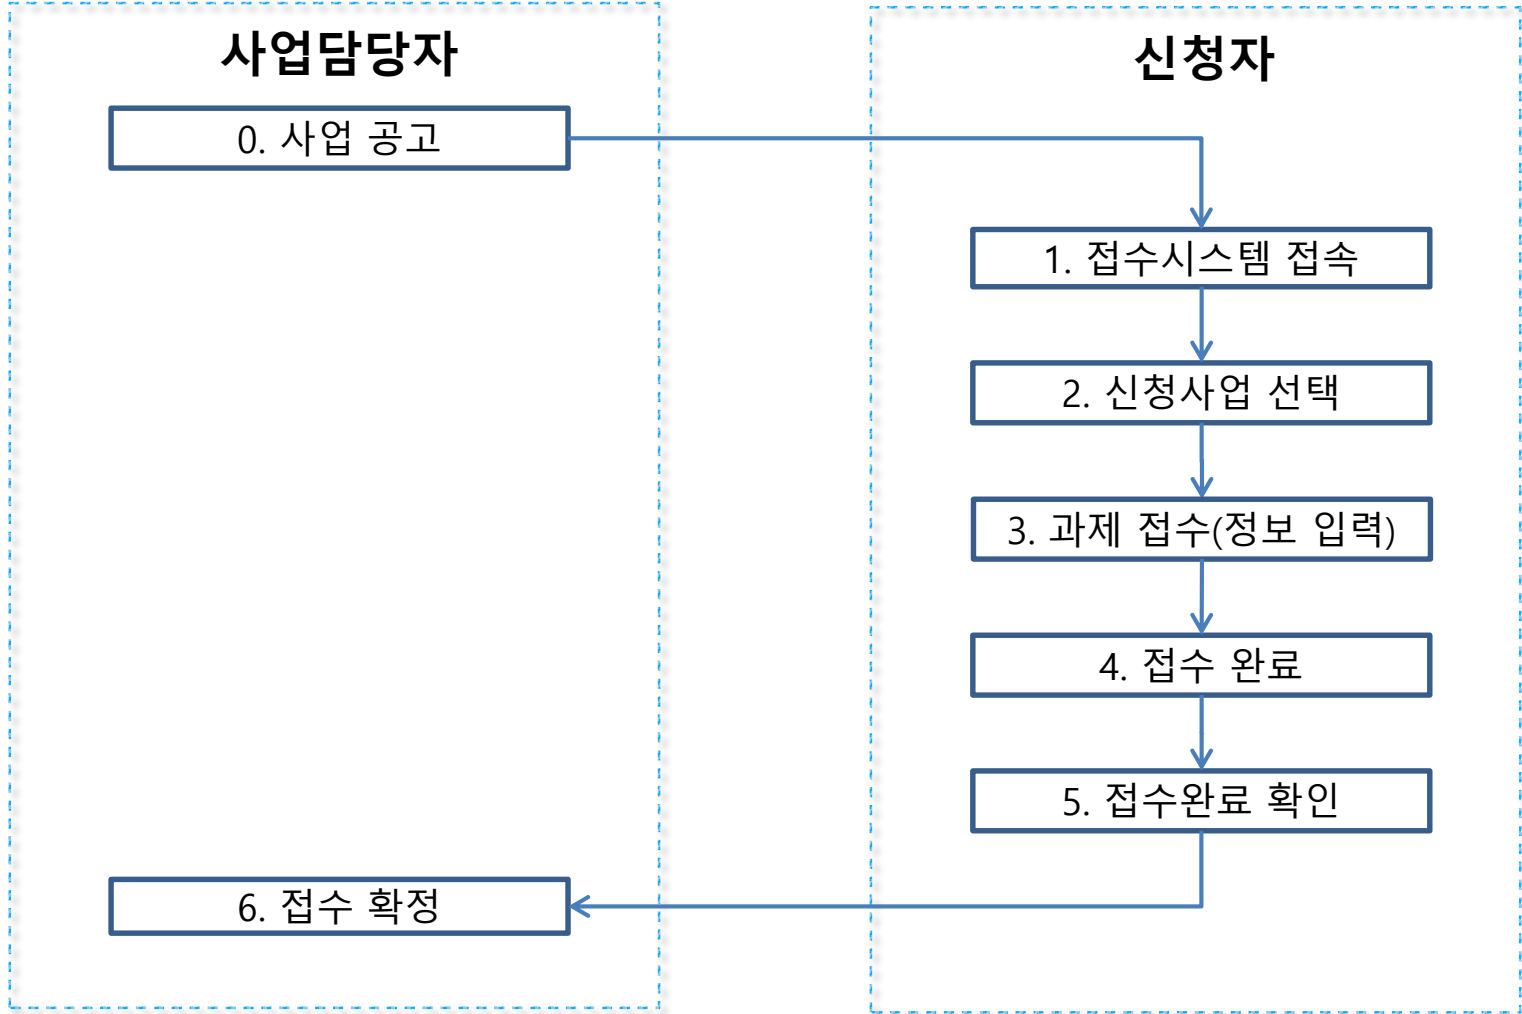 사업담당자
신청자
0. 사업 공고
1. 접수시스템 접속
2. 신청사업 선택
3. 과제 접수(정보 입력)
4. 접수 완료
5. 접수완료 확인
6. 접수 확정